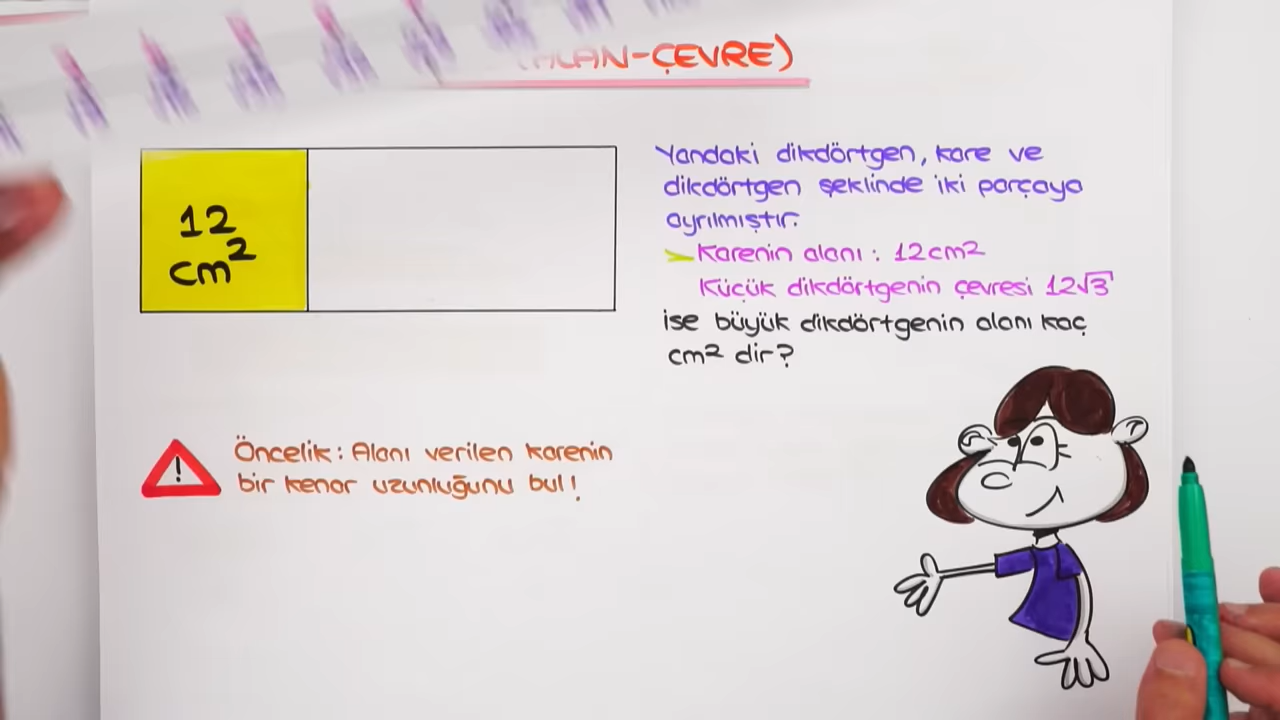 (ALAN-ÇEVRE)
12
cm²
Yandaki dikdörtgen, kare ve
dikdörtgen şeklinde iki parçaya
ayrılmıştır.
Karenin alanı : 12cm²
Küçük dikdörtgenin çevresi 12√3
ise büyük dikdörtgenin alanı kaç
cm² dir?
!
Öncelik : Alanı verilen karenin
bir kenar uzunluğunu bul!